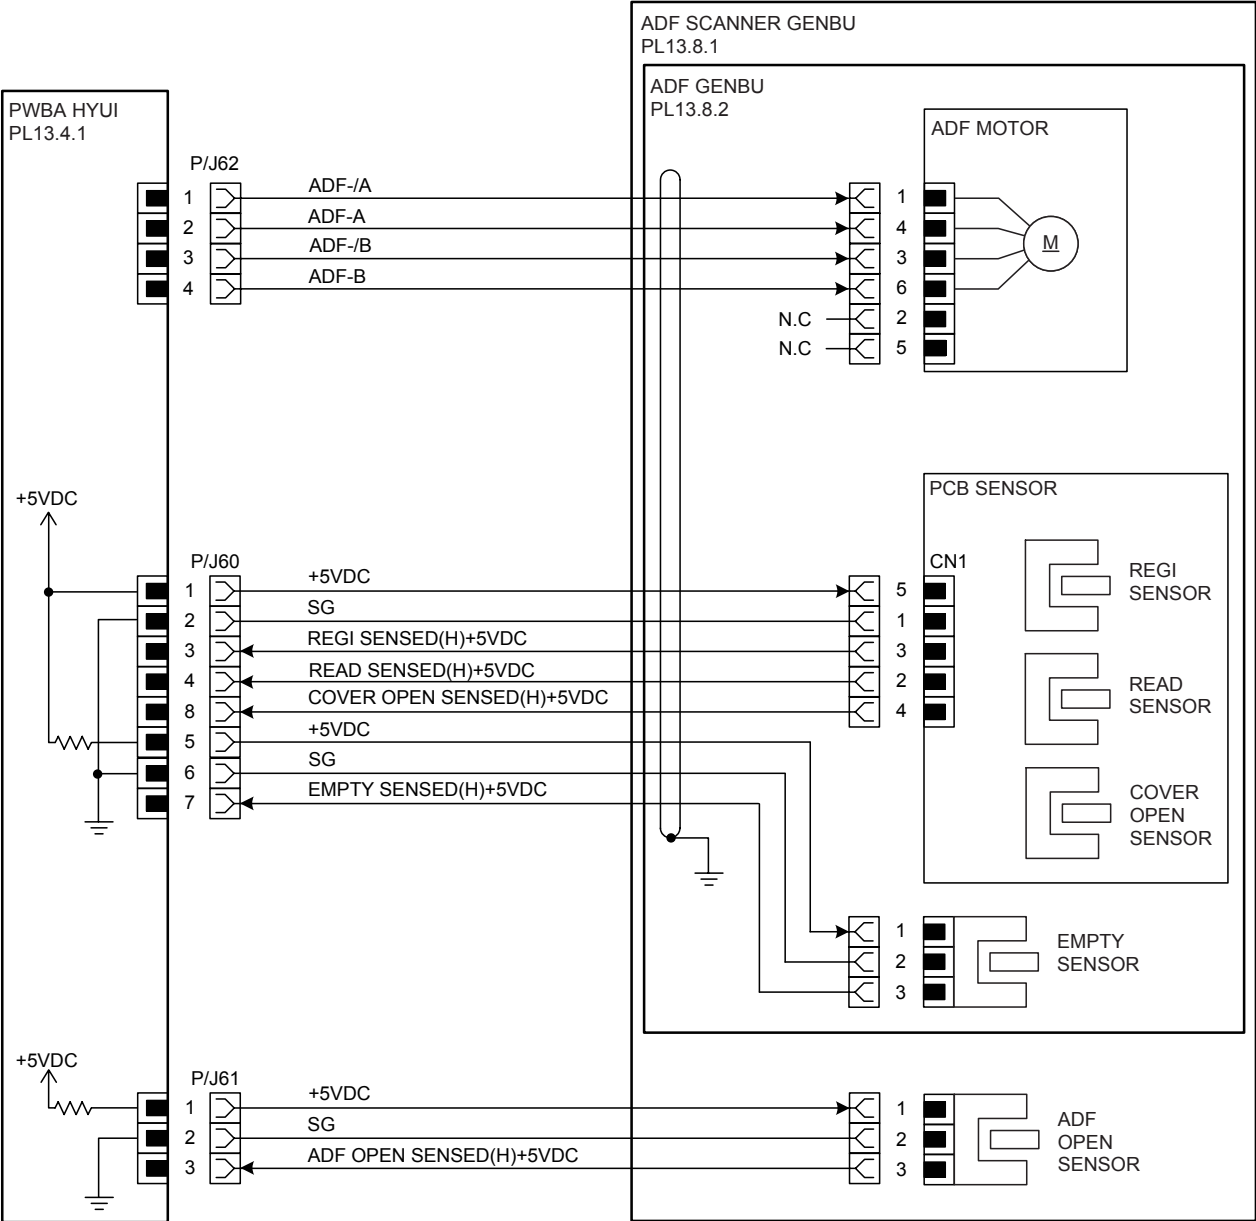 ADF SCANNER GENBU
PL13.8.1
ADF GENBU
PL13.8.2
PWBA HYUI
PL13.4.1
ADF MOTOR
P/J62
1
ADF-/A
1
2
ADF-A
4
3
ADF-/B
3
4
ADF-B
6
M
N.C
2
N.C
5
PCB SENSOR
+5VDC
P/J60
CN1
1
+5VDC
5
2
SG
1
3
REGI SENSED(H)+5VDC
3
4
READ SENSED(H)+5VDC
2
8
COVER OPEN SENSED(H)+5VDC
4
5
+5VDC
6
SG
7
EMPTY SENSED(H)+5VDC
REGI
SENSOR
READ
SENSOR
COVER
OPEN
SENSOR
1
2
3
EMPTY
SENSOR
+5VDC
P/J61
1
+5VDC
1
2
SG
2
3
ADF OPEN SENSED(H)+5VDC
3
ADF
OPEN
SENSOR